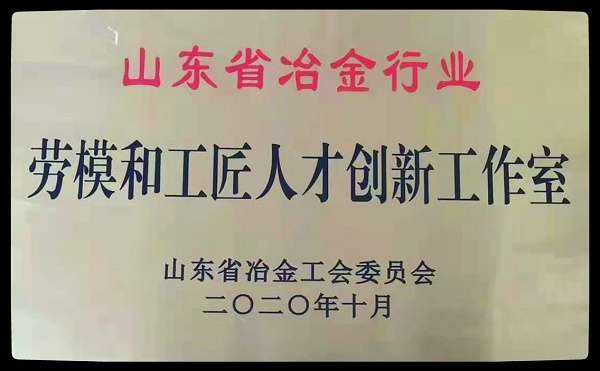 山东省冶金行业
劳模和工匠人才创新工作室
山东省冶金工会委员会
二〇二〇年十月